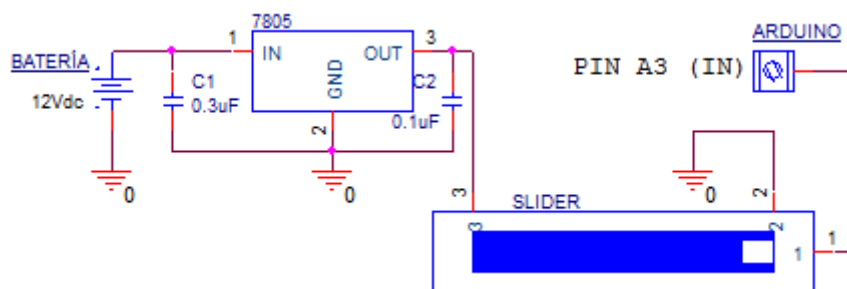 7805
ARDUINO
BATERÍA
1
IN
OUT
3
PIN A3 (IN)
12Vdc
C1
0.3uF
GND
C2
0.1uF
2
0
0
0
3
2
SLIDER
3
2
1
1